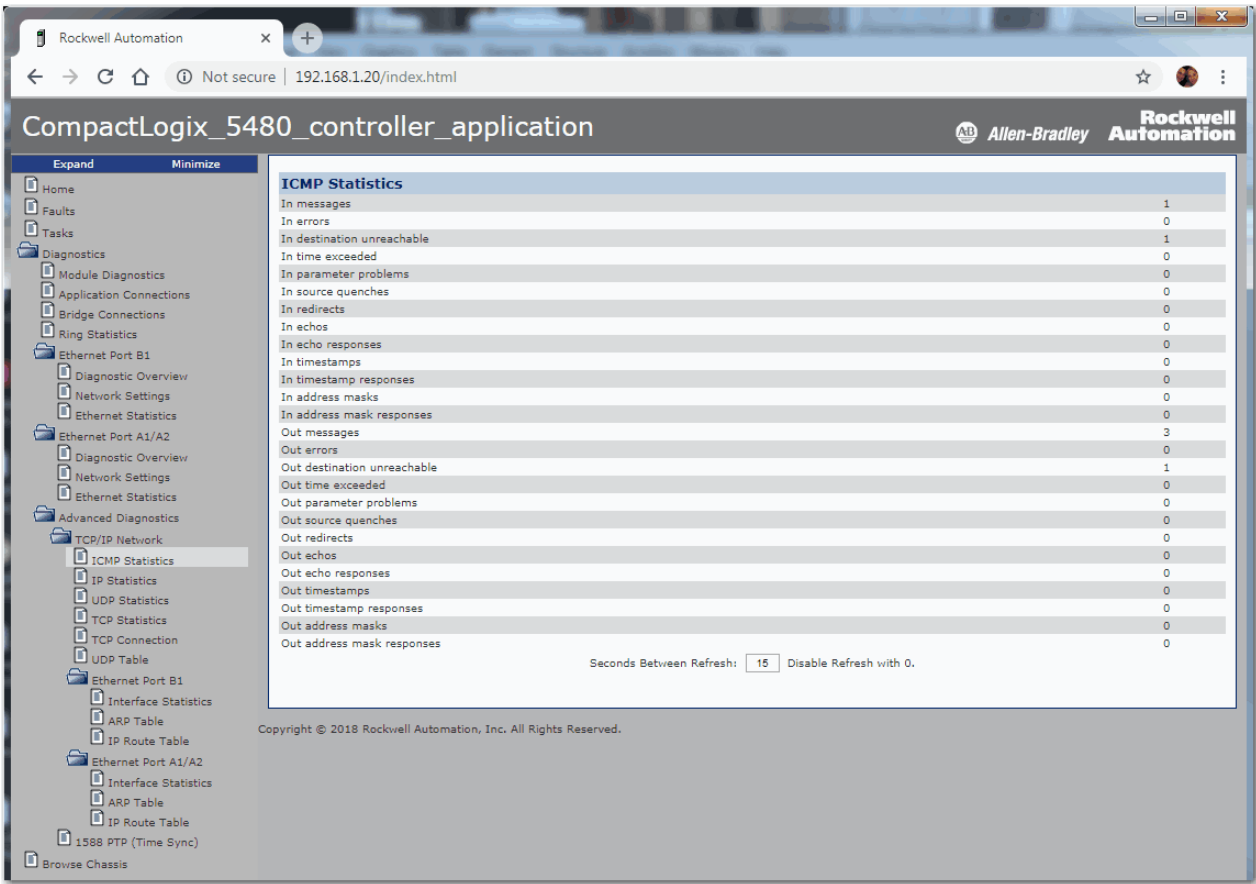 Rockwell Automation
Not secure | 192.168.1.20/index.html
CompactLogix_5480_controller_application
AB Allen-Bradley
Rockwell
Automation
Expand Minimize
Home
Faults
Tasks
Diagnostics
Module Diagnostics
Application Connections
Bridge Connections
Ring Statistics
Ethernet Port B1
Diagnostic Overview
Network Settings
Ethernet Statistics
Ethernet Port A1/A2
Diagnostic Overview
Network Settings
Ethernet Statistics
Advanced Diagnostics
TCP/IP Network
ICMP Statistics
IP Statistics
UDP Statistics
TCP Statistics
TCP Connection
UDP Table
Ethernet Port B1
Interface Statistics
ARP Table
IP Route Table
Ethernet Port A1/A2
Interface Statistics
ARP Table
IP Route Table
1588 PTP (Time Sync)
Browse Chassis
ICMP Statistics
In messages 1
In errors 0
In destination unreachable 1
In time exceeded 0
In parameter problems 0
In source quenches 0
In redirects 0
In echos 0
In echo responses 0
In timestamps 0
In timestamp responses 0
In address masks 0
In address mask responses 0
Out messages 3
Out errors 0
Out destination unreachable 1
Out time exceeded 0
Out parameter problems 0
Out source quenches 0
Out redirects 0
Out echos 0
Out echo responses 0
Out timestamps 0
Out timestamp responses 0
Out address masks 0
Out address mask responses 0
Seconds Between Refresh: 15 Disable Refresh with 0.
Copyright © 2018 Rockwell Automation, Inc. All Rights Reserved.